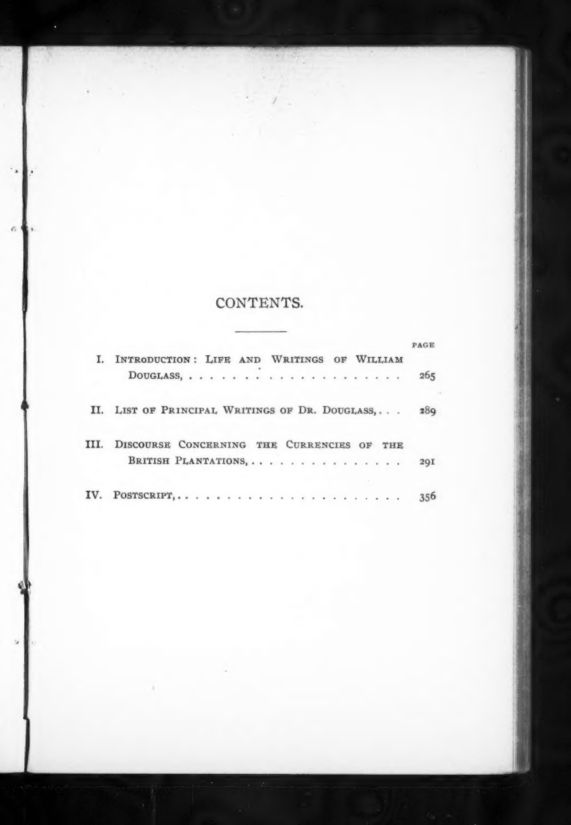 CONTENTS.
PAGE
I. INTRODUCTION: LIFE AND WRITINGS OF WILLIAM
DOUGLASS, . . . . . . . . . . . . . . . . . . . . 265
II. LIST OF PRINCIPAL WRITINGS OF DR. DOUGLASS, . . . 289
III. DISCOURSE CONCERNING THE CURRENCIES OF THE
BRITISH PLANTATIONS, . . . . . . . . . . . . . . . 291
IV. POSTSCRIPT, . . . . . . . . . . . . . . . . . . . . . . 356